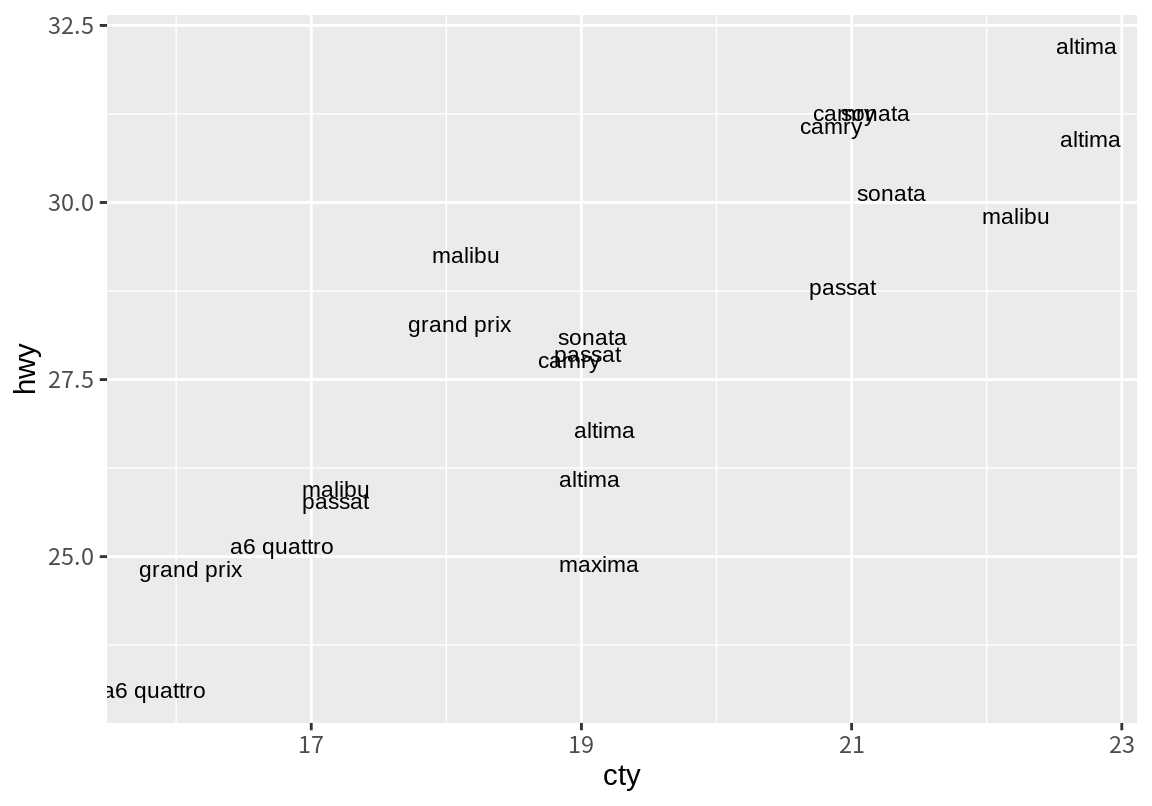 32.5
altima
camry
sonata
camry
altima
sonata
30.0
malibu
malibu
passat
grand prix
sonata
passat
camry
hwy
27.5
altima
altima
malibu
passat
a6 quattro
25.0
maxima
grand prix
a6 quattro
17
19
21
23
cty